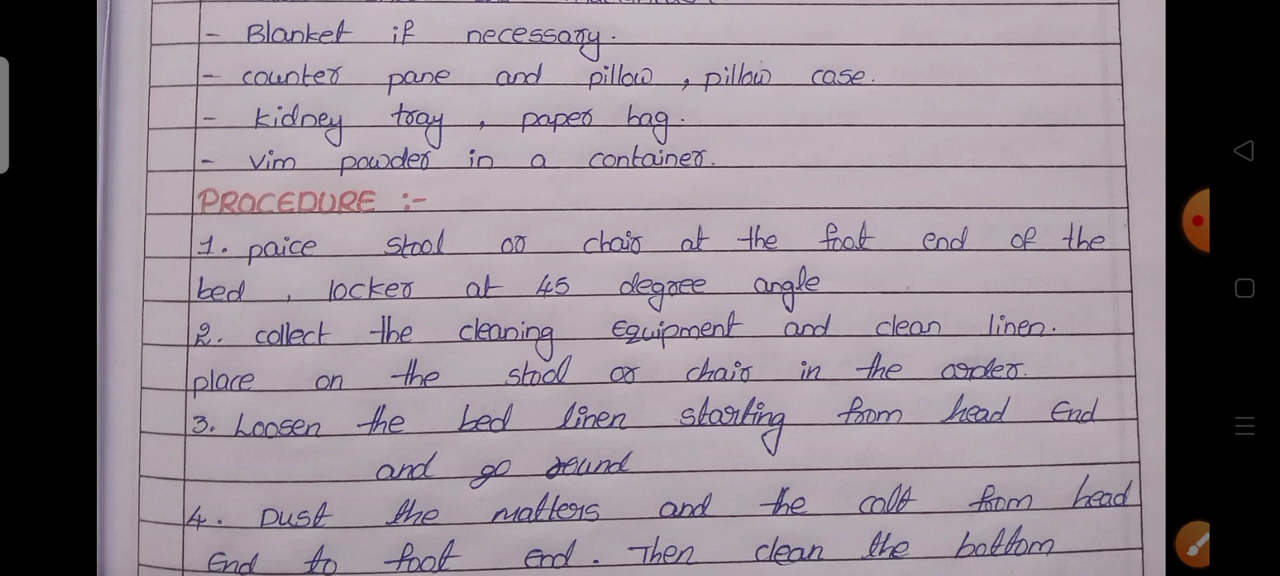 - Blanket if necessary.
- counter pane and pillow, pillow case.
- kidney tray, paper bag.
- Vim powder in a container.
PROCEDURE :-
1. paice stool or chair at the foot end of the
bed, locker at 45 degree angle
2. collect the cleaning Equipment and clean linen.
place on the stool or chair in the order.
3. Loosen the bed linen starting from head End
and go round
4. Dust the matters and the colt from head
End to foot end. Then clean the bottom